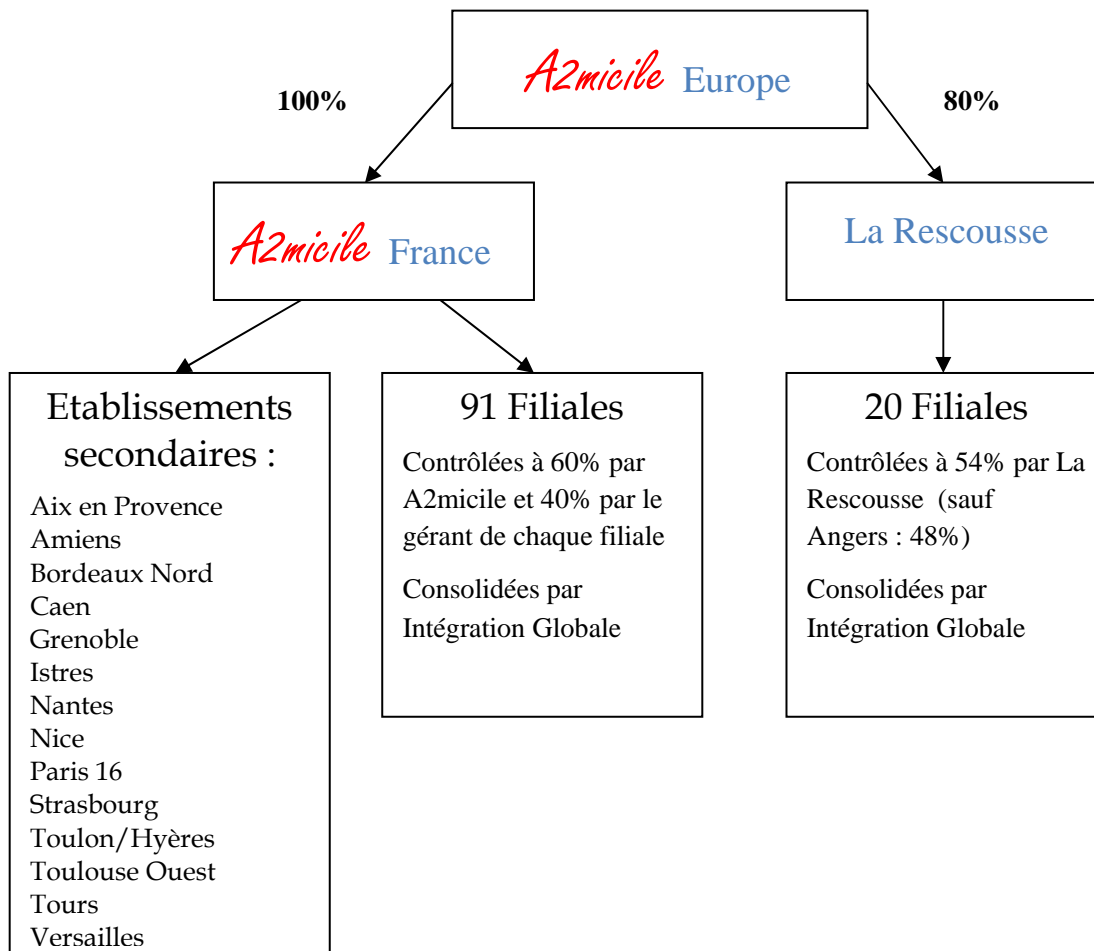 A2micile Europe
100%
80%
A2micile France
La Rescousse
Etablissements
secondaires :
Aix en Provence
Amiens
Bordeaux Nord
Caen
Grenoble
Istres
Nantes
Nice
Paris 16
Strasbourg
Toulon/Hyères
Toulouse Ouest
Tours
Versailles
91 Filiales
Contrôlées à 60% par
A2micile et 40% par le
gérant de chaque filiale
Consolidées par
Intégration Globale
20 Filiales
Contrôlées à 54% par La
Rescousse (sauf
Angers : 48%)
Consolidées par
Intégration Globale